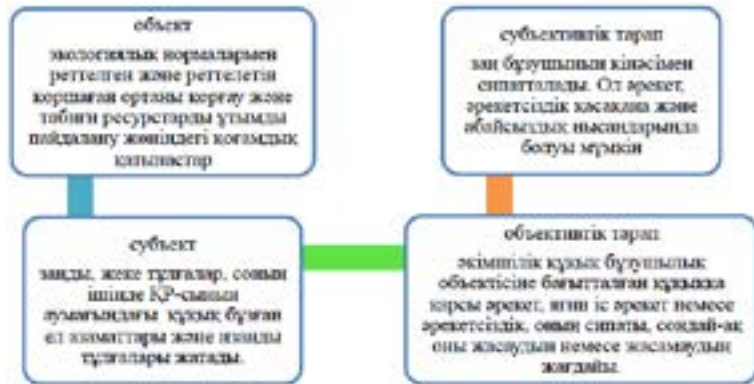 объект
экологиялық нормалармен
реттелген және реттелетін
қоршаған ортаны қорғау және
табиғи ресурстарды ұтымды
пайдалану жөніндегі қоғамдық
қатынастар
субъективтік тарап
заң бұзушының кінәсімен
сипатталады. Ол әрекет,
әрекетсіздік қасақана және
абайсыздық нысандарында
болуы мүмкін
субъект
заңды, жеке тұлғалар, соның
ішінде ҚР-сының
аумағындағы құқық бұзған
ел азаматтары және
тұлғалары жатады.
объективтік тарап
әкімшілік құқық бұзушылық
объектісіне бағытталған құқыққа
қарсы әрекет, яғни іс әрекет немесе
әрекетсіздік, оның сипаты, сондай-ақ
оны жасаудың немесе жасамаудың
жағдайы.